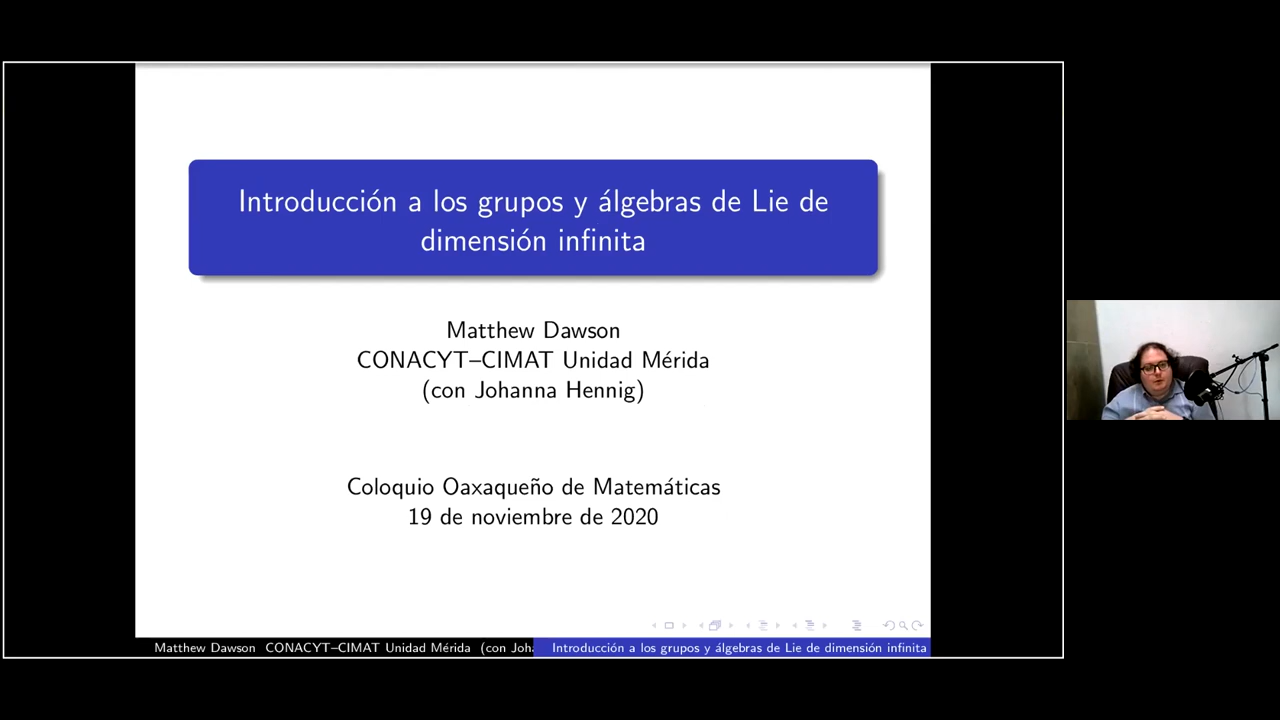 Introducción a los grupos y álgebras de Lie de
dimensión infinita
Matthew Dawson
CONACYT–CIMAT Unidad Mérida
(con Johanna Hennig)
Coloquio Oaxaqueño de Matemáticas
19 de noviembre de 2020
Matthew Dawson CONACYT–CIMAT Unidad Mérida (con Joh
Introducción a los grupos y álgebras de Lie de dimensión infinita